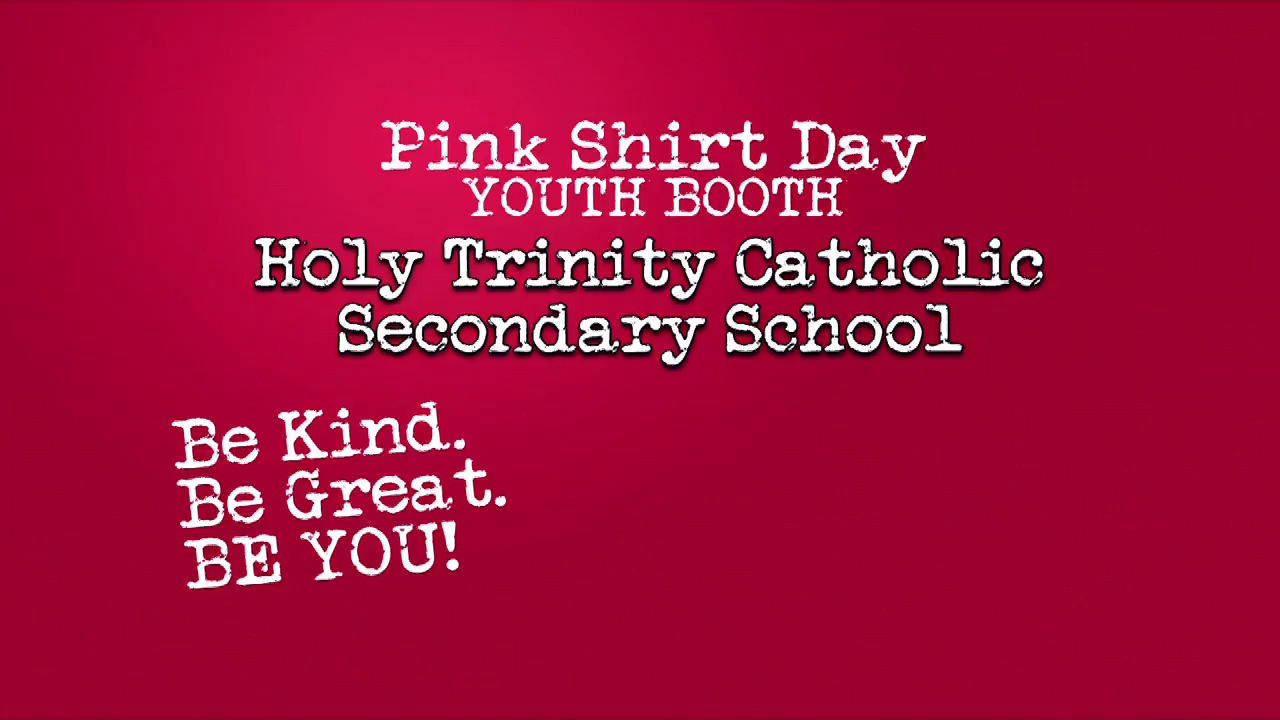 Pink Shirt Day
YOUTH BOOTH
Holy Trinity Catholic
Secondary School
Be Kind.
Be Great.
BE YOU!